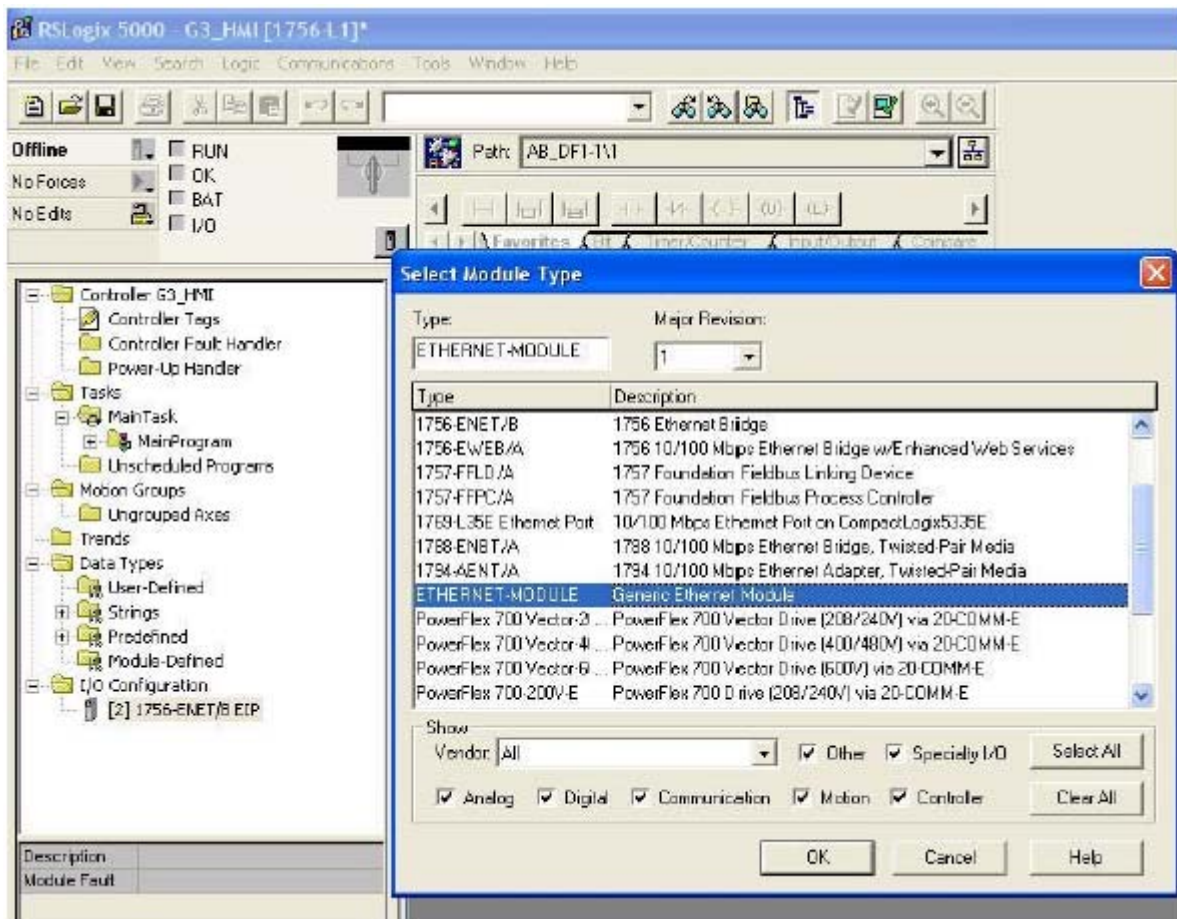 RSLogix 5000 - G3_HMI [1756-L1]*
File Edit View Search Logic Communications Tools Window Help
Offline
RUN
No Forces
OK
No Edits
BAT
I/O
Path: AB_DF1-1\1
Favorites Bit Timer/Counter Input/Output Compare
Controller G3_HMI
Controller Tags
Controller Fault Handler
Power-Up Handler
Tasks
MainTask
MainProgram
Unscheduled Programs
Motion Groups
Ungrouped Axes
Trends
Data Types
User-Defined
Strings
Predefined
Module-Defined
I/O Configuration
[2] 1756-ENET/B EIP
Description
Module Fault
Select Module Type
Type: Major Revision:
ETHERNET-MODULE 1
Type Description
1756-ENET/B 1756 Ethernet Bridge
1756-EWEB/A 1756 10/100 Mbps Ethernet Bridge w/Enhanced Web Services
1757-FFLD/A 1757 Foundation Fieldbus Linking Device
1757-FFPC/A 1757 Foundation Fieldbus Process Controller
1769-L35E Ethernet Port 10/100 Mbps Ethernet Port on CompactLogix5335E
1788-ENBT/A 1788 10/100 Mbps Ethernet Bridge, Twisted-Pair Media
1794-AENT/A 1794 10/100 Mbps Ethernet Adapter, Twisted-Pair Media
ETHERNET-MODULE Generic Ethernet Module
PowerFlex 700 Vector-2... PowerFlex 700 Vector Drive (208/240V) via 20-COMM-E
PowerFlex 700 Vector-4... PowerFlex 700 Vector Drive (400/480V) via 20-COMM-E
PowerFlex 700 Vector-6... PowerFlex 700 Vector Drive (600V) via 20-COMM-E
PowerFlex 700-200V-E PowerFlex 700 Drive (208/240V) via 20-COMM-E
Show
Vendor: All Other Specialty I/O Select All
Analog Digital Communication Motion Controller Clear All
OK Cancel Help